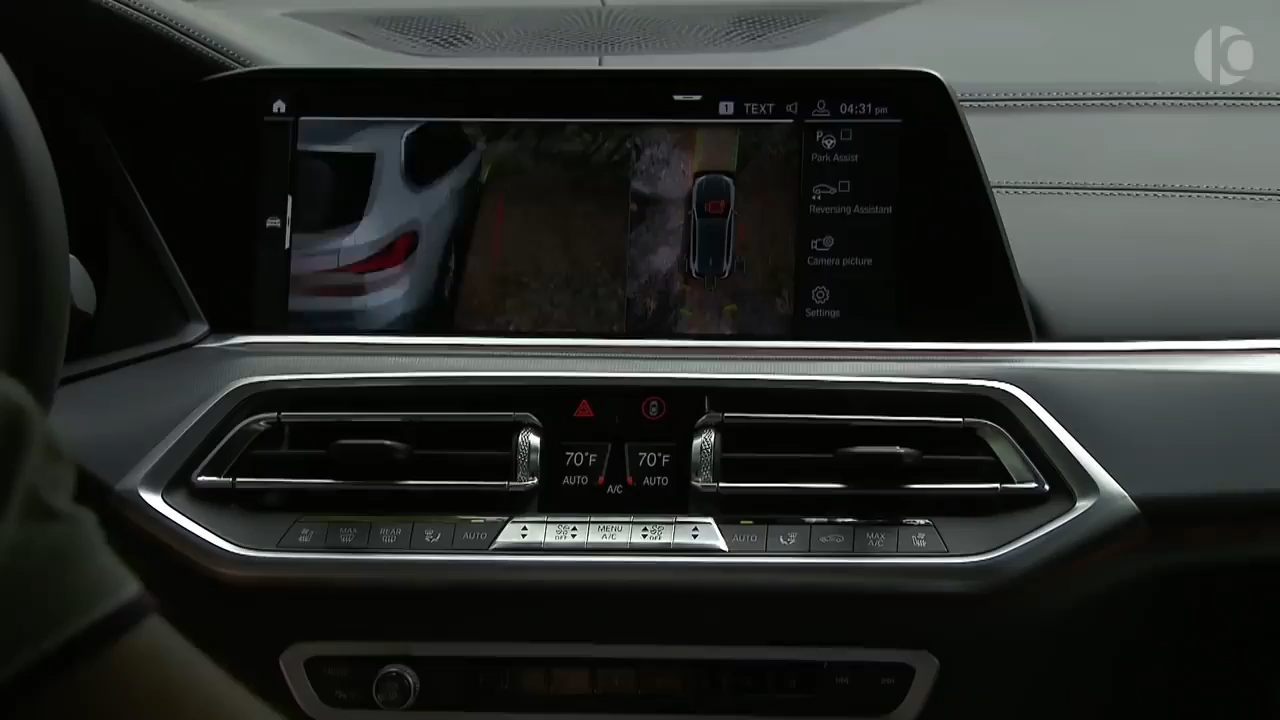 1 TEXT 04:31 pm
P
Park Assist
Reversing Assistant
Camera picture
Settings
70°F 70°F
AUTO A/C AUTO
MAX REAR AUTO MENU A/C AUTO MAX A/C